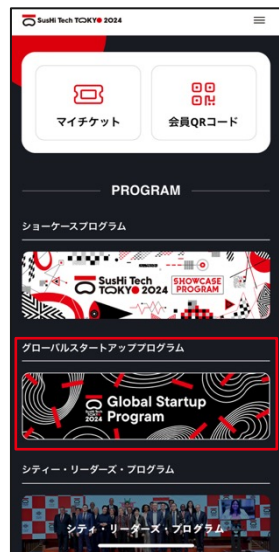 SusHi Tech TOKYO 2024
マイチケット
会員QRコード
PROGRAM
ショーケースプログラム
SusHi Tech
TOKYO 2024
SHOWCASE
PROGRAM
グローバルスタートアッププログラム
TOKYO
2024
Global Startup
Program
シティー・リーダーズ・プログラム
シティ・リーダーズ・プログラム